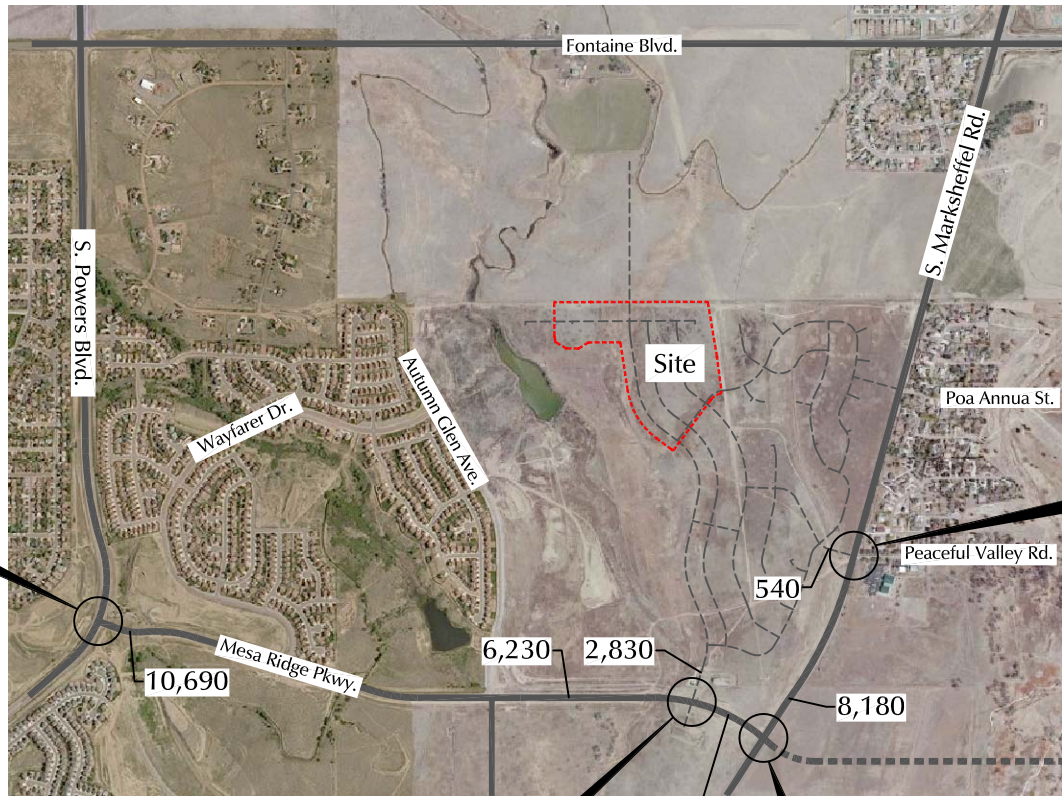 Fontaine Blvd.
S. Marksheffel Rd.
S. Powers Blvd.
Site
Autumn Glen Ave.
Poa Annua St.
Wayfarer Dr.
Peaceful Valley Rd.
540
6,230
2,830
Mesa Ridge Pkwy.
10,690
8,180